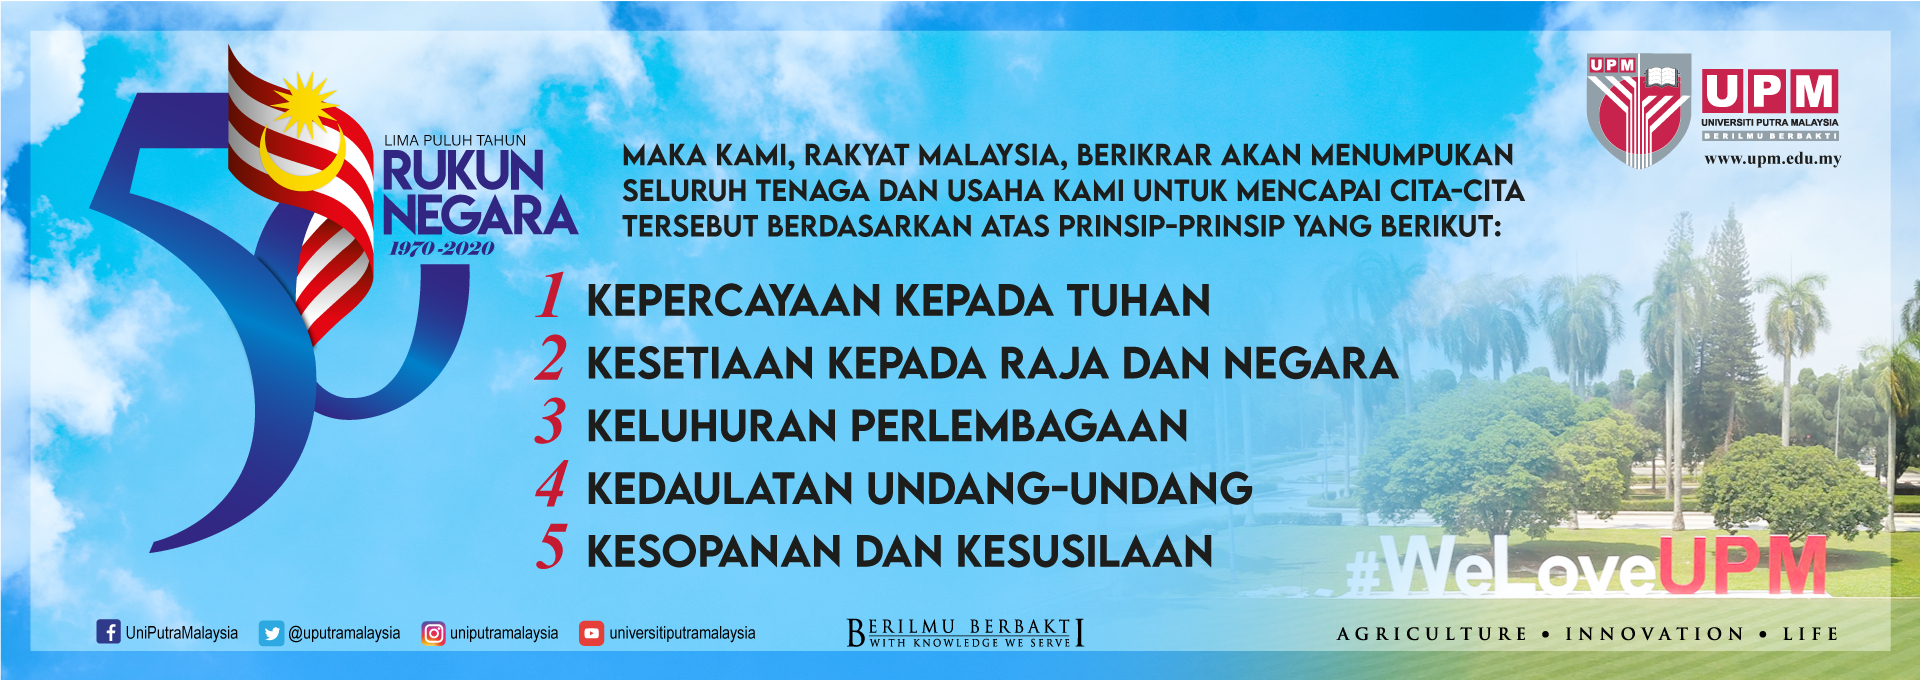 50
LIMA PULUH TAHUN
RUKUN
NEGARA
1970-2020
MAKA KAMI, RAKYAT MALAYSIA, BERIKRAR AKAN MENUMPUKAN
SELURUH TENAGA DAN USAHA KAMI UNTUK MENCAPAI CITA-CITA
TERSEBUT BERDASARKAN ATAS PRINSIP-PRINSIP YANG BERIKUT:
1 KEPERCAYAAN KEPADA TUHAN
2 KESETIAAN KEPADA RAJA DAN NEGARA
3 KELUHURAN PERLEMBAGAAN
4 KEDAULATAN UNDANG-UNDANG
5 KESOPANAN DAN KESUSILAAN
UPM
UPM
UNIVERSITI PUTRA MALAYSIA
BERILMU BERBAKTI
www.upm.edu.my
#WeLoveUPM
UniPutraMalaysia
@uputramalaysia
uniputramalaysia
universitiputramalaysia
BERILMU BERBAKTI
WITH KNOWLEDGE WE SERVE
AGRICULTURE • INNOVATION • LIFE